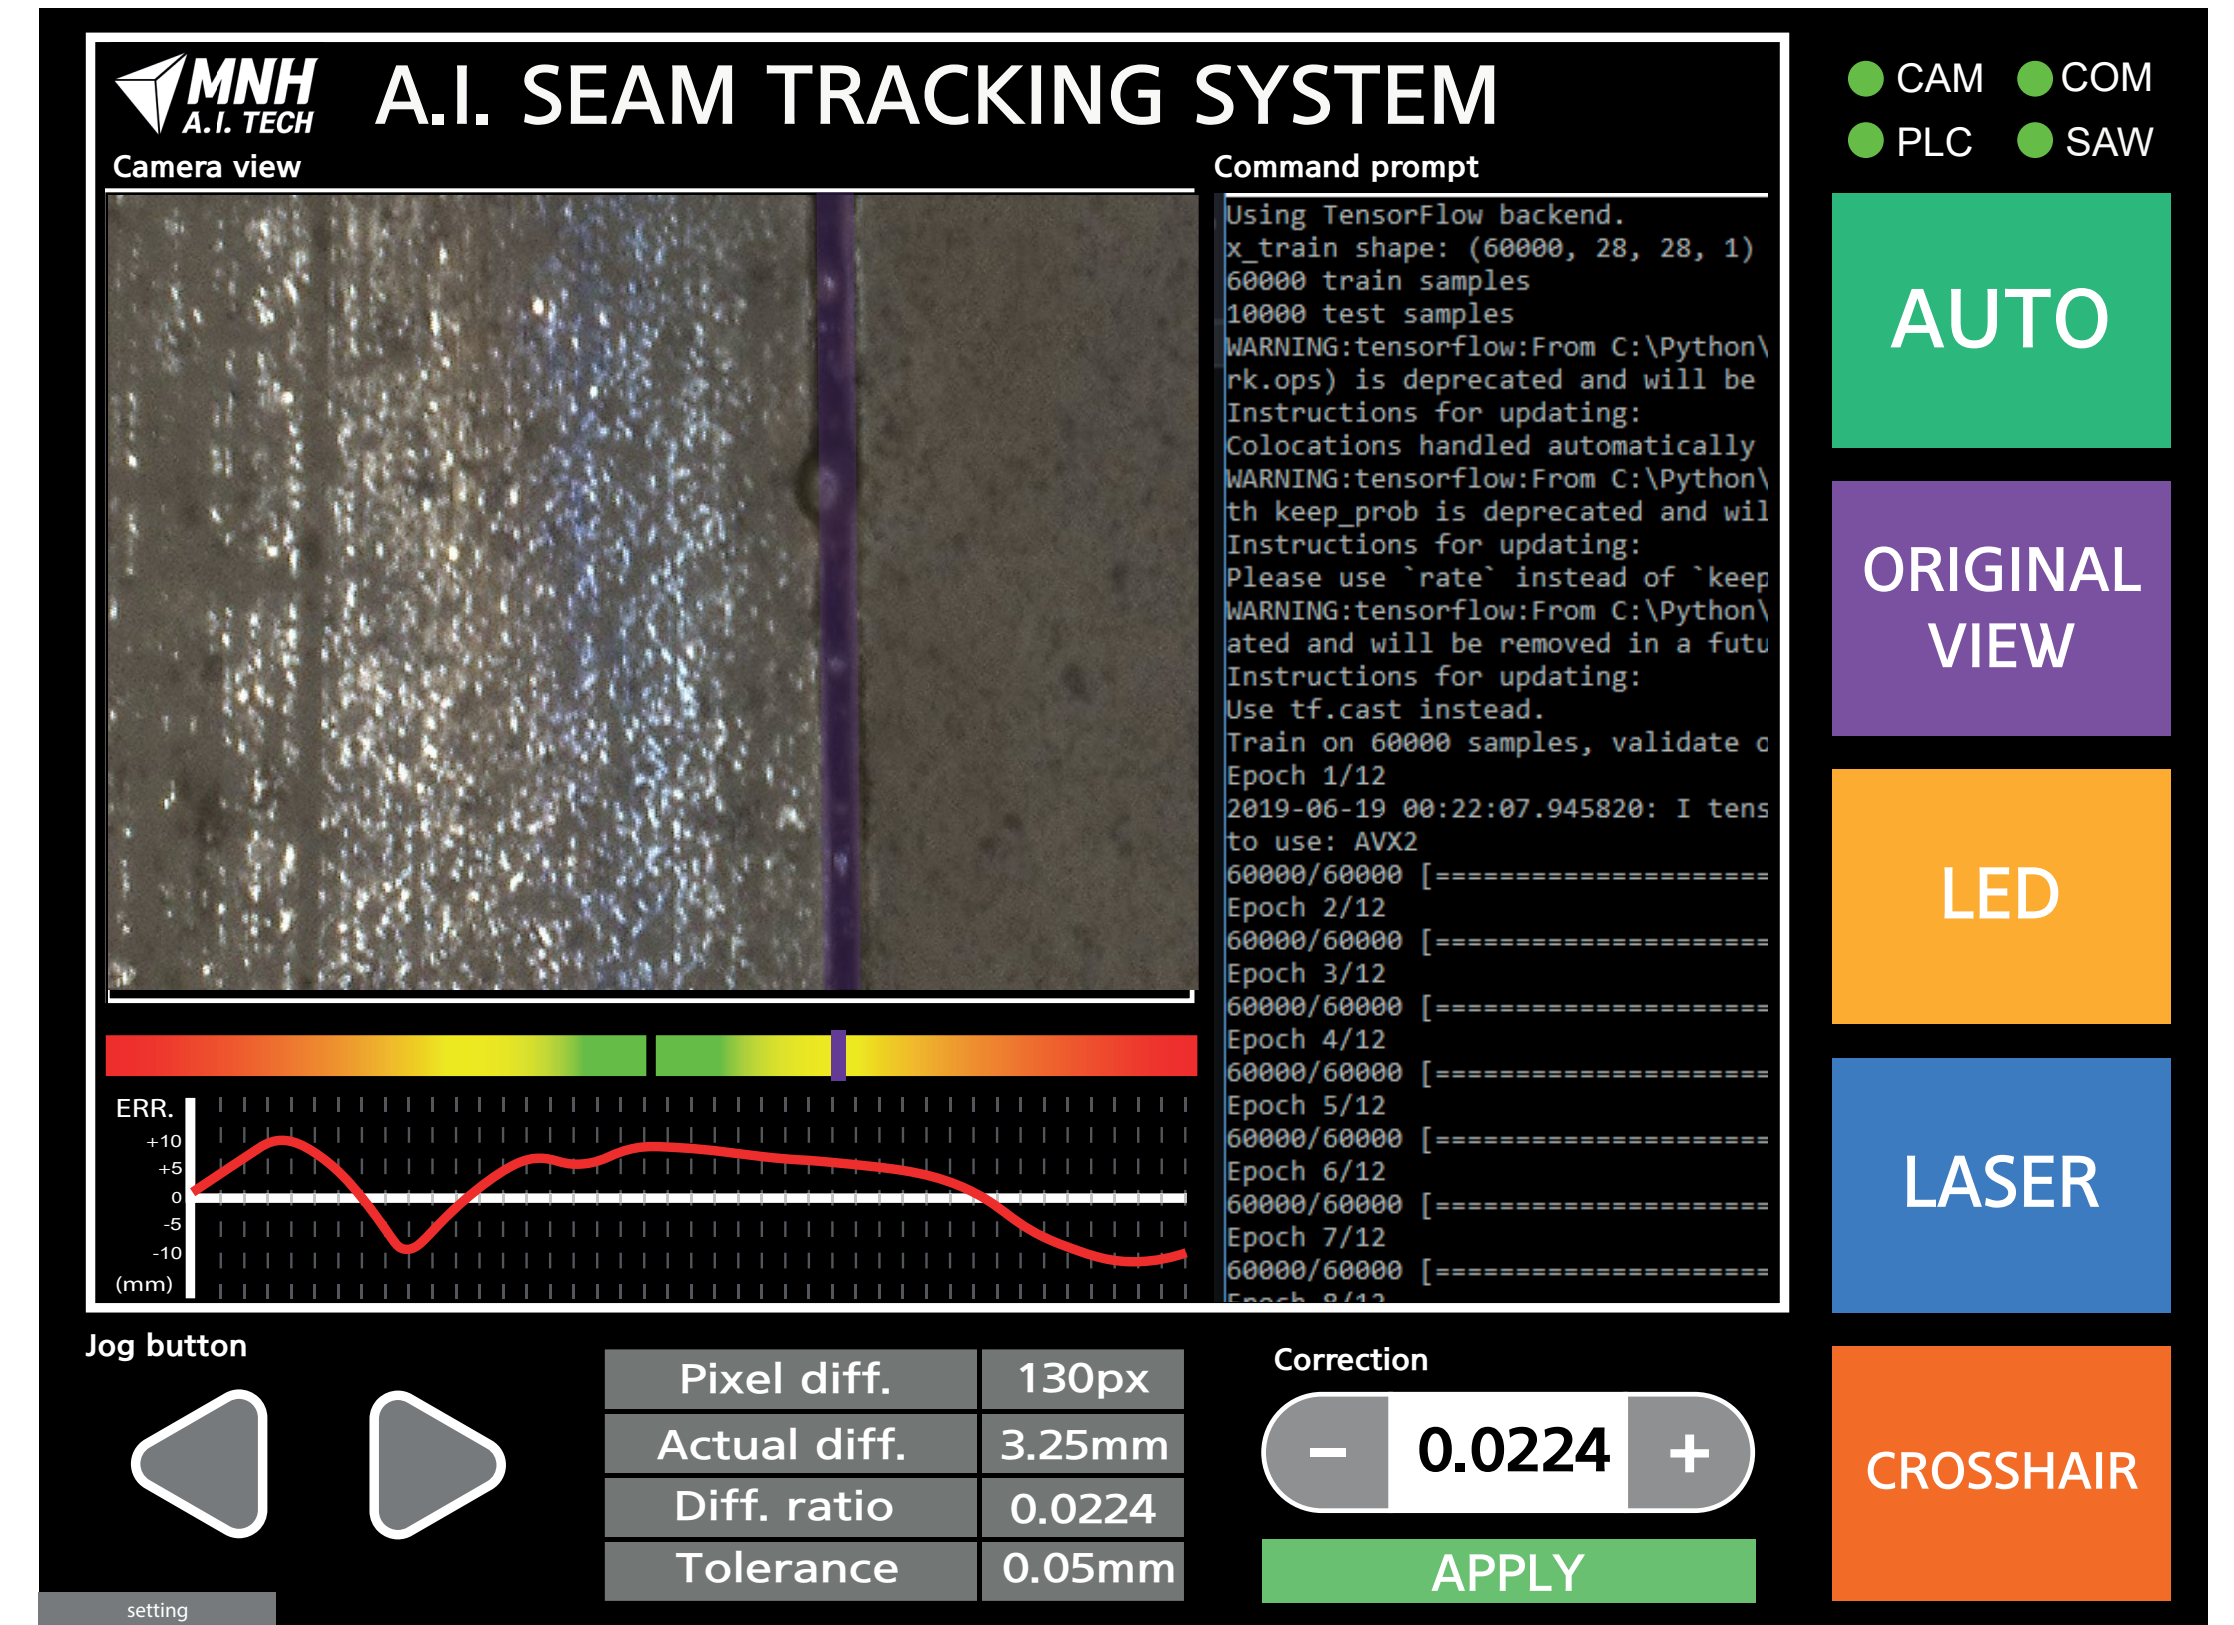 MNH
A.I. TECH
A.I. SEAM TRACKING SYSTEM
CAM
COM
PLC
SAW
Camera view
Command prompt
Using TensorFlow backend.
x_train shape: (60000, 28, 28, 1)
60000 train samples
10000 test samples
WARNING:tensorflow:From C:\Python\
rk.ops) is deprecated and will be
Instructions for updating:
Colocations handled automatically
WARNING:tensorflow:From C:\Python\
th keep_prob is deprecated and wil
Instructions for updating:
Please use `rate` instead of `keep
WARNING:tensorflow:From C:\Python\
ated and will be removed in a futu
Instructions for updating:
Use tf.cast instead.
Train on 60000 samples, validate o
Epoch 1/12
2019-06-19 00:22:07.945820: I tens
to use: AVX2
60000/60000 [=====================
Epoch 2/12
60000/60000 [=====================
Epoch 3/12
60000/60000 [=====================
Epoch 4/12
60000/60000 [=====================
Epoch 5/12
60000/60000 [=====================
Epoch 6/12
60000/60000 [=====================
Epoch 7/12
60000/60000 [=====================
Epoch 8/12
AUTO
ORIGINAL
VIEW
LED
LASER
CROSSHAIR
ERR.
+10
+5
0
-5
-10
(mm)
Jog button
Pixel diff. 130px
Actual diff. 3.25mm
Diff. ratio 0.0224
Tolerance 0.05mm
Correction
− 0.0224 +
APPLY
setting